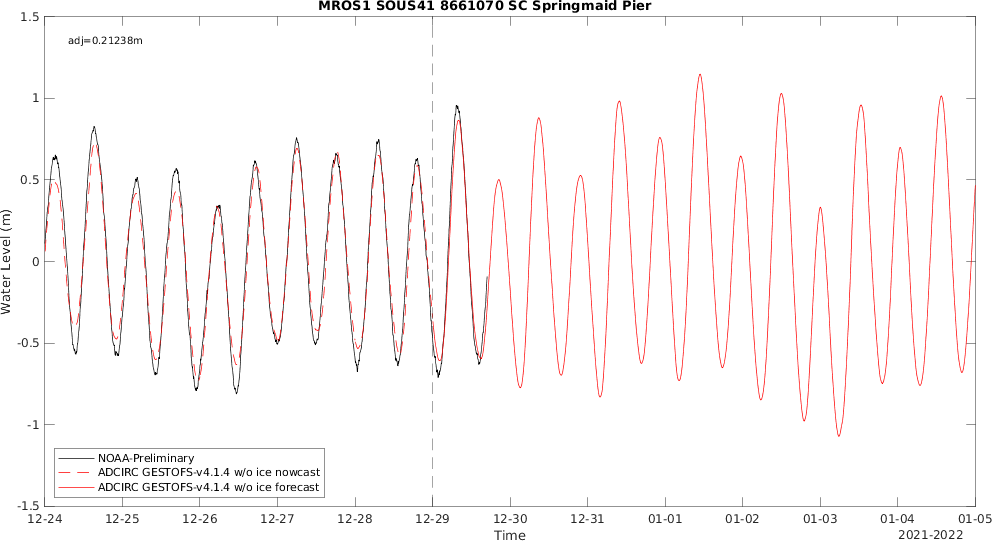 MROS1 SOUS41 8661070 SC Springmaid Pier
adj=0.21238m
1.5
1
0.5
0
-0.5
-1
-1.5
Water Level (m)
NOAA-Preliminary
ADCIRC GESTOFS-v4.1.4 w/o ice nowcast
ADCIRC GESTOFS-v4.1.4 w/o ice forecast
12-24 12-25 12-26 12-27 12-28 12-29 12-30 12-31 01-01 01-02 01-03 01-04 01-05
Time
2021-2022